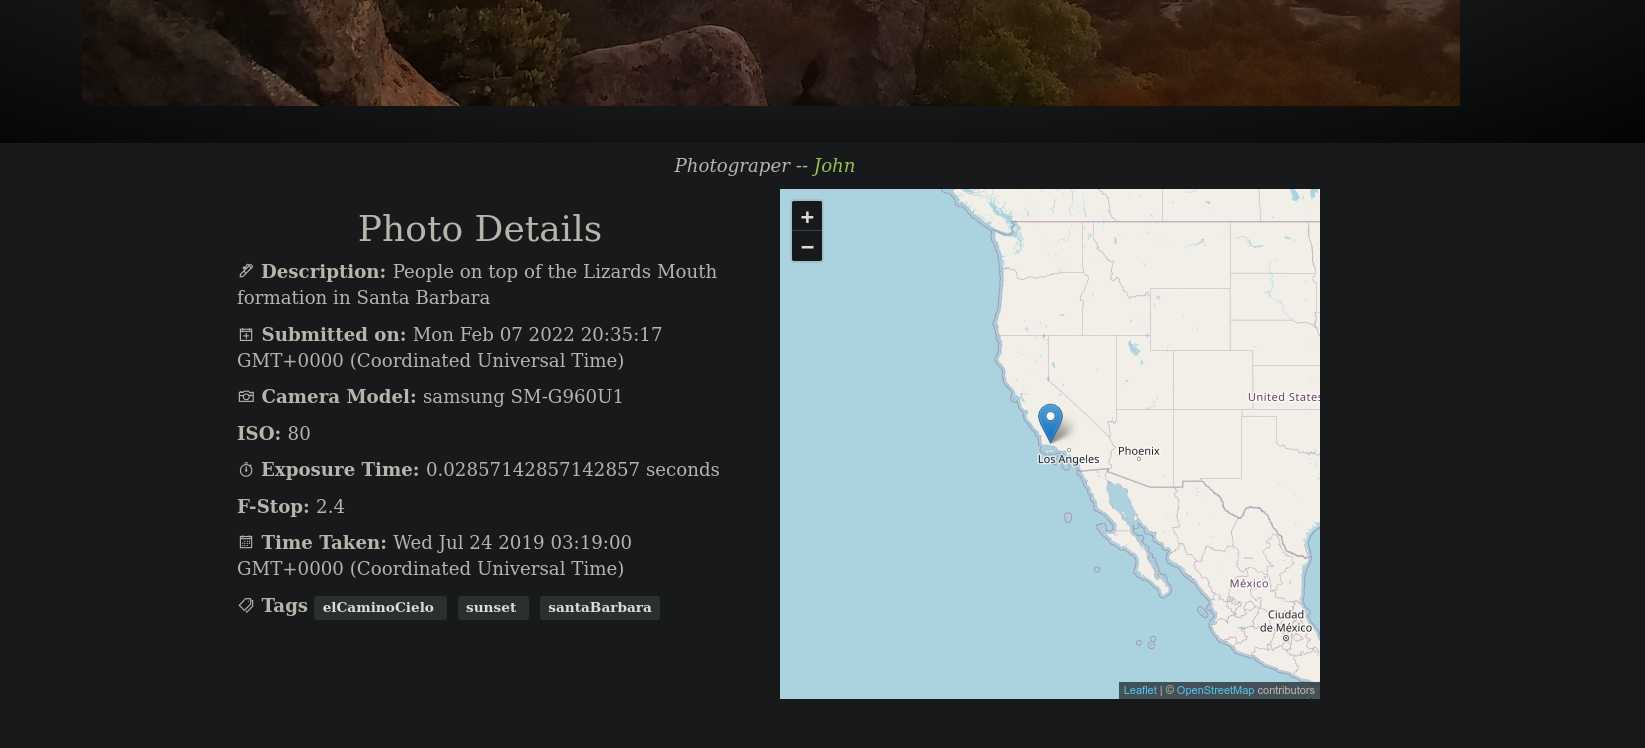 Photograper -- John
+
−
Photo Details
Description: People on top of the Lizards Mouth
formation in Santa Barbara
Submitted on: Mon Feb 07 2022 20:35:17
GMT+0000 (Coordinated Universal Time)
Camera Model: samsung SM-G960U1
ISO: 80
Exposure Time: 0.02857142857142857 seconds
F-Stop: 2.4
Time Taken: Wed Jul 24 2019 03:19:00
GMT+0000 (Coordinated Universal Time)
Tags elCaminoCielo sunset santaBarbara
United States
Phoenix
Los Angeles
México
Ciudad
de México
Leaflet | © OpenStreetMap contributors